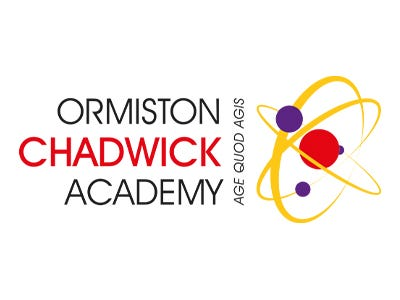 ORMISTON
CHADWICK
ACADEMY
AGE QUOD AGIS